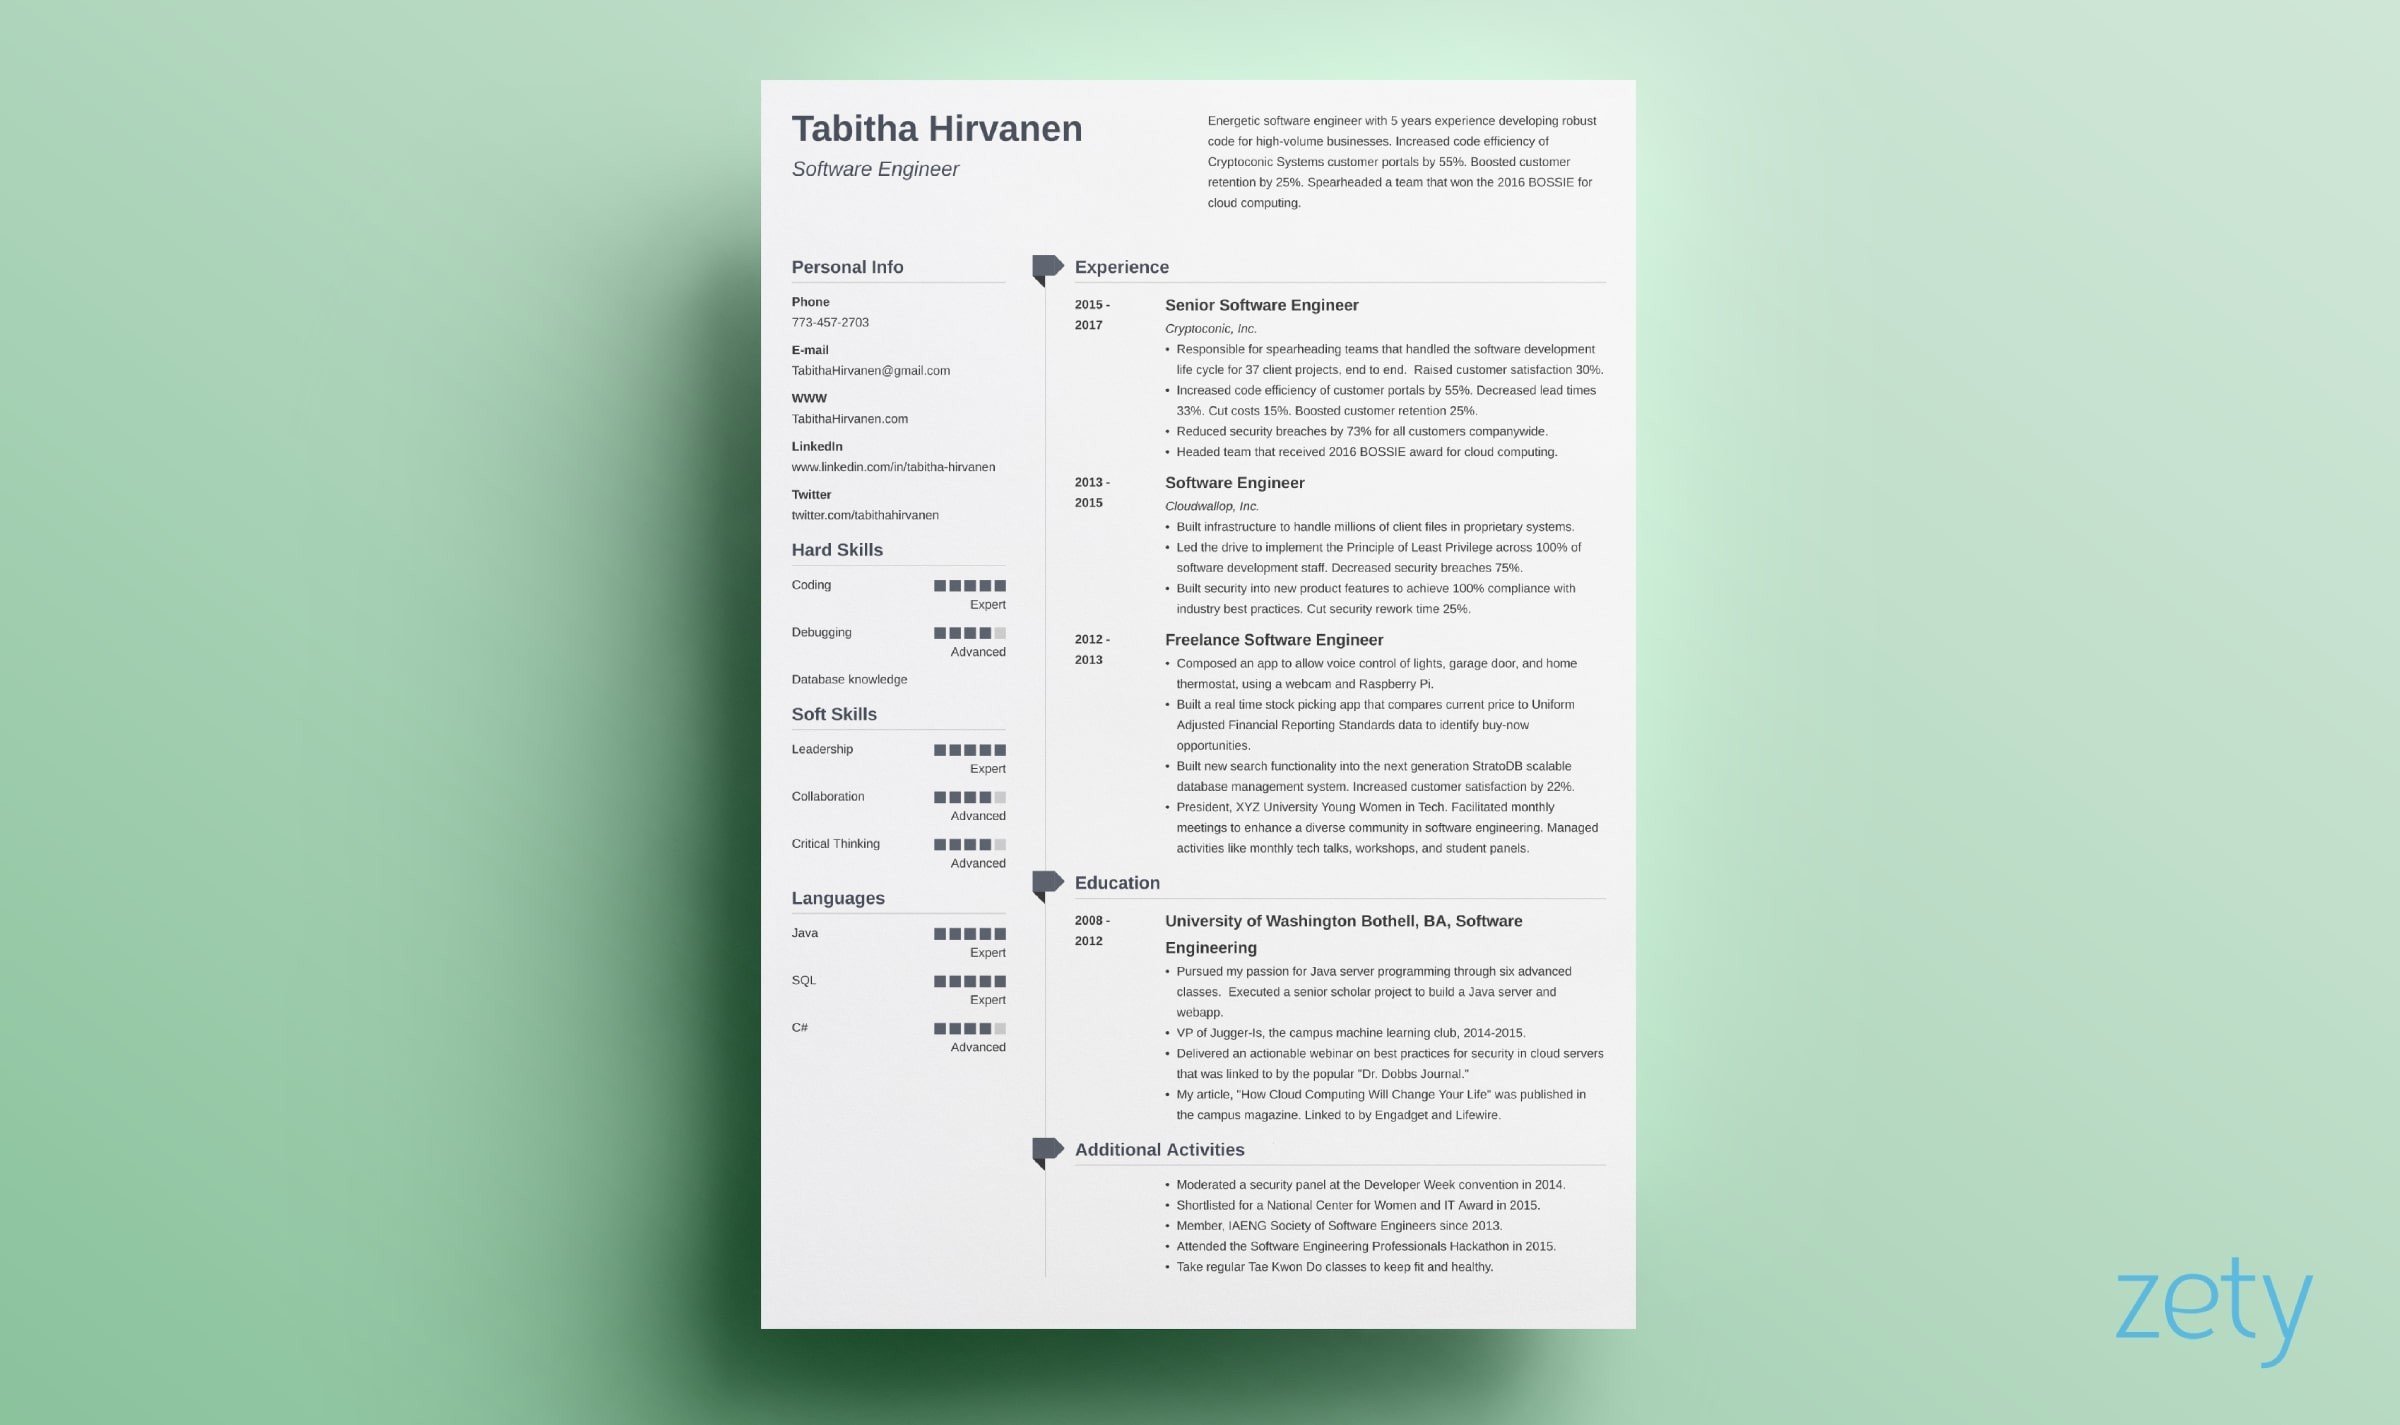 Tabitha Hirvanen
Software Engineer
Energetic software engineer with 5 years experience developing robust
code for high-volume businesses. Increased code efficiency of
Cryptoconic Systems customer portals by 55%. Boosted customer
retention by 25%. Spearheaded a team that won the 2016 BOSSIE for
cloud computing.
Personal Info
Phone
773-457-2703
E-mail
TabithaHirvanen@gmail.com
WWW
TabithaHirvanen.com
LinkedIn
www.linkedin.com/in/tabitha-hirvanen
Twitter
twitter.com/tabithahirvanen
Hard Skills
Coding
Expert
Debugging
Advanced
Database knowledge
Soft Skills
Leadership
Expert
Collaboration
Advanced
Critical Thinking
Advanced
Languages
Java
Expert
SQL
Expert
C#
Advanced
Experience
2015 -
2017
Senior Software Engineer
Cryptoconic, Inc.
• Responsible for spearheading teams that handled the software development
life cycle for 37 client projects, end to end.  Raised customer satisfaction 30%.
• Increased code efficiency of customer portals by 55%. Decreased lead times
33%. Cut costs 15%. Boosted customer retention 25%.
• Reduced security breaches by 73% for all customers companywide.
• Headed team that received 2016 BOSSIE award for cloud computing.
2013 -
2015
Software Engineer
Cloudwallop, Inc.
• Built infrastructure to handle millions of client files in proprietary systems.
• Led the drive to implement the Principle of Least Privilege across 100% of
software development staff. Decreased security breaches 75%.
• Built security into new product features to achieve 100% compliance with
industry best practices. Cut security rework time 25%.
2012 -
2013
Freelance Software Engineer
• Composed an app to allow voice control of lights, garage door, and home
thermostat, using a webcam and Raspberry Pi.
• Built a real time stock picking app that compares current price to Uniform
Adjusted Financial Reporting Standards data to identify buy-now
opportunities.
• Built new search functionality into the next generation StratoDB scalable
database management system. Increased customer satisfaction by 22%.
• President, XYZ University Young Women in Tech. Facilitated monthly
meetings to enhance a diverse community in software engineering. Managed
activities like monthly tech talks, workshops, and student panels.
Education
2008 -
2012
University of Washington Bothell, BA, Software
Engineering
• Pursued my passion for Java server programming through six advanced
classes.  Executed a senior scholar project to build a Java server and
webapp.
• VP of Jugger-Is, the campus machine learning club, 2014-2015.
• Delivered an actionable webinar on best practices for security in cloud servers
that was linked to by the popular "Dr. Dobbs Journal."
• My article, "How Cloud Computing Will Change Your Life" was published in
the campus magazine. Linked to by Engadget and Lifewire.
Additional Activities
• Moderated a security panel at the Developer Week convention in 2014.
• Shortlisted for a National Center for Women and IT Award in 2015.
• Member, IAENG Society of Software Engineers since 2013.
• Attended the Software Engineering Professionals Hackathon in 2015.
• Take regular Tae Kwon Do classes to keep fit and healthy.
zety